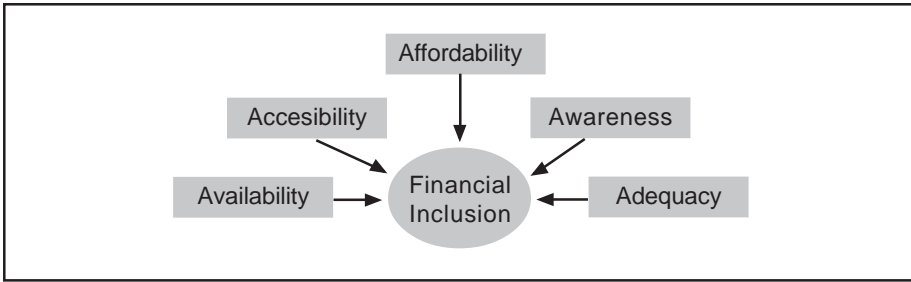 Affordability
Accesibility
Awareness
Availability
Financial
Inclusion
Adequacy